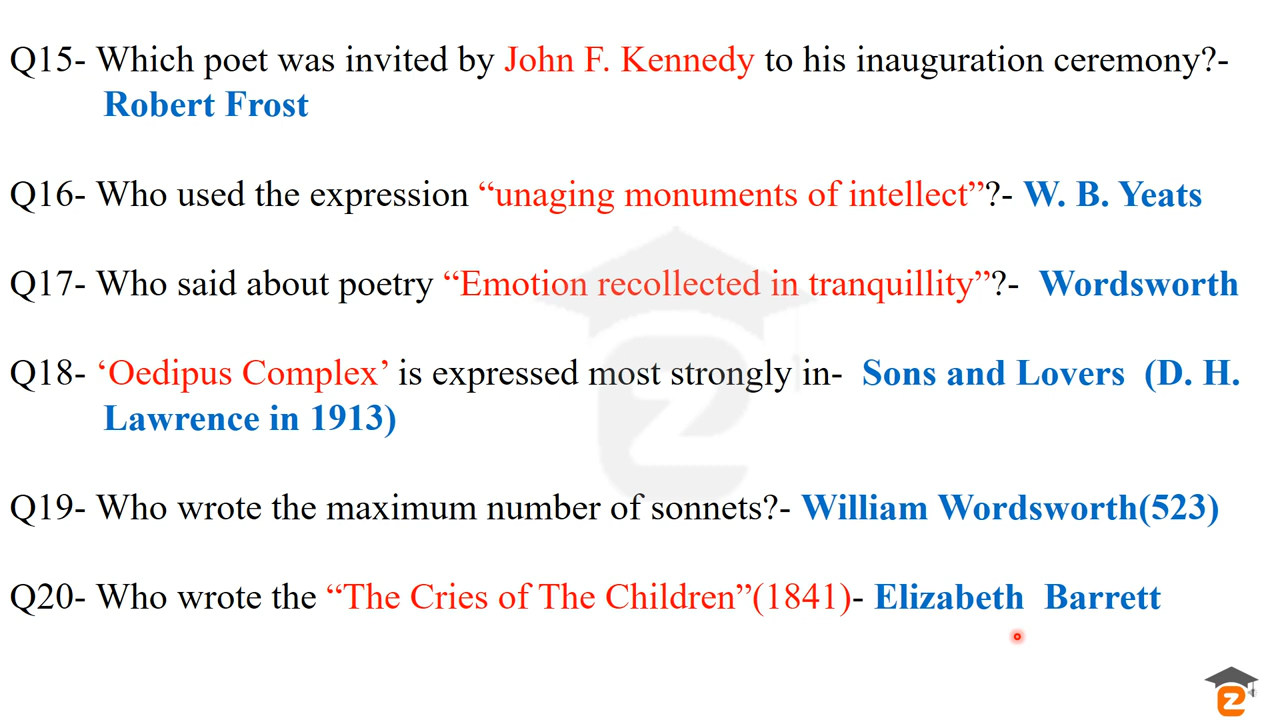 Q15- Which poet was invited by John F. Kennedy to his inauguration ceremony?-
Robert Frost
Q16- Who used the expression “unaging monuments of intellect”?- W. B. Yeats
Q17- Who said about poetry “Emotion recollected in tranquillity”?- Wordsworth
Q18- ‘Oedipus Complex’ is expressed most strongly in- Sons and Lovers (D. H.
Lawrence in 1913)
Q19- Who wrote the maximum number of sonnets?- William Wordsworth(523)
Q20- Who wrote the “The Cries of The Children”(1841)- Elizabeth Barrett